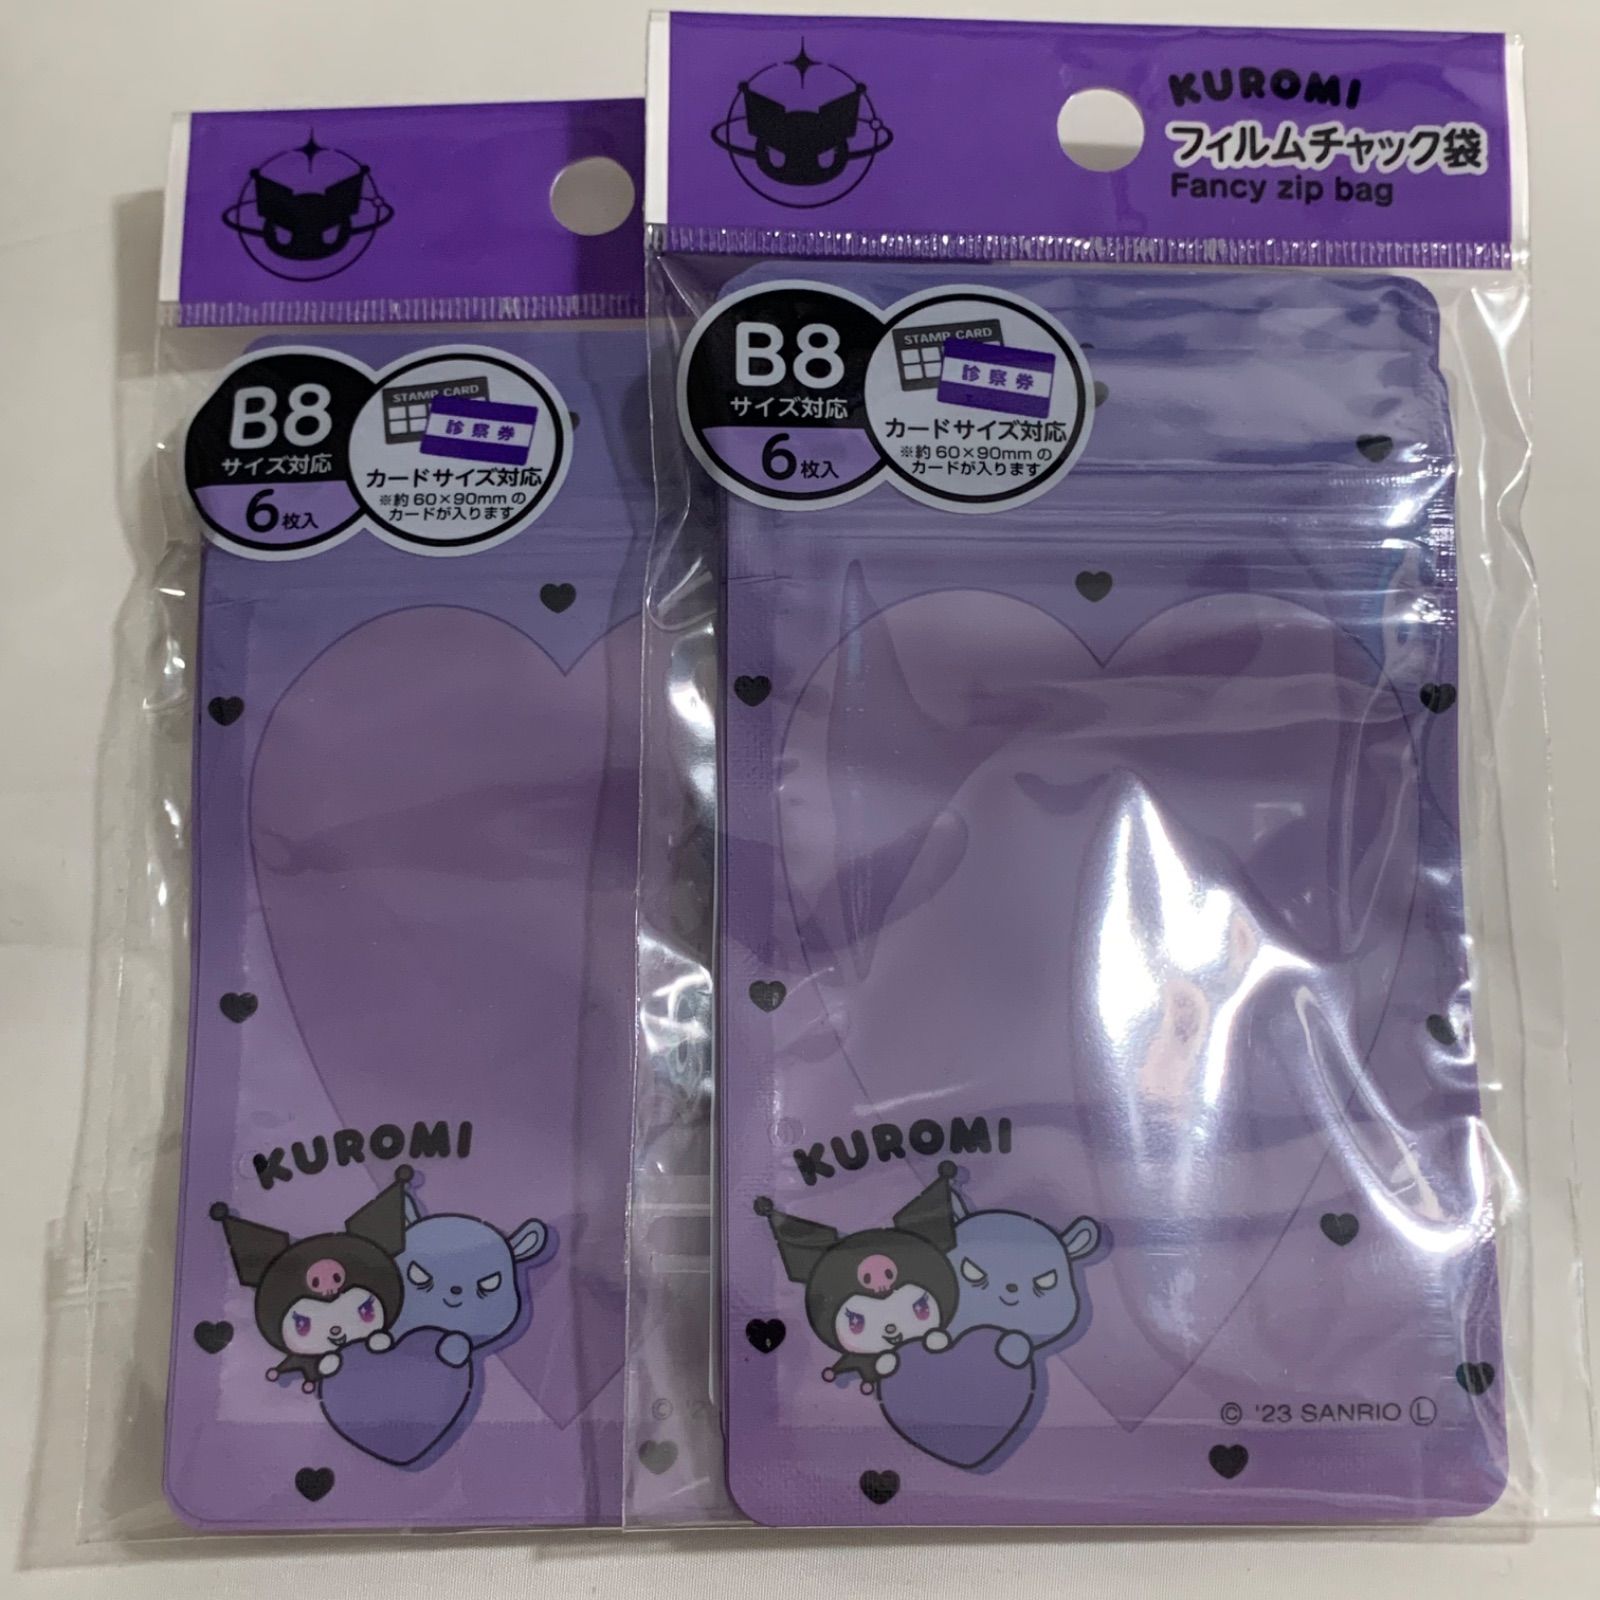 KUROMI
フィルムチャック袋
Fancy zip bag
B8
サイズ対応
6枚入
STAMP CARD
診察券
カードサイズ対応
※約60×90mmの
カードが入ります
KUROMI
© '2
B8
サイズ対応
6枚入
STAMP CARD
診察券
カードサイズ対応
※約60×90mmの
カードが入ります
KUROMI
© '23 SANRIO Ⓛ